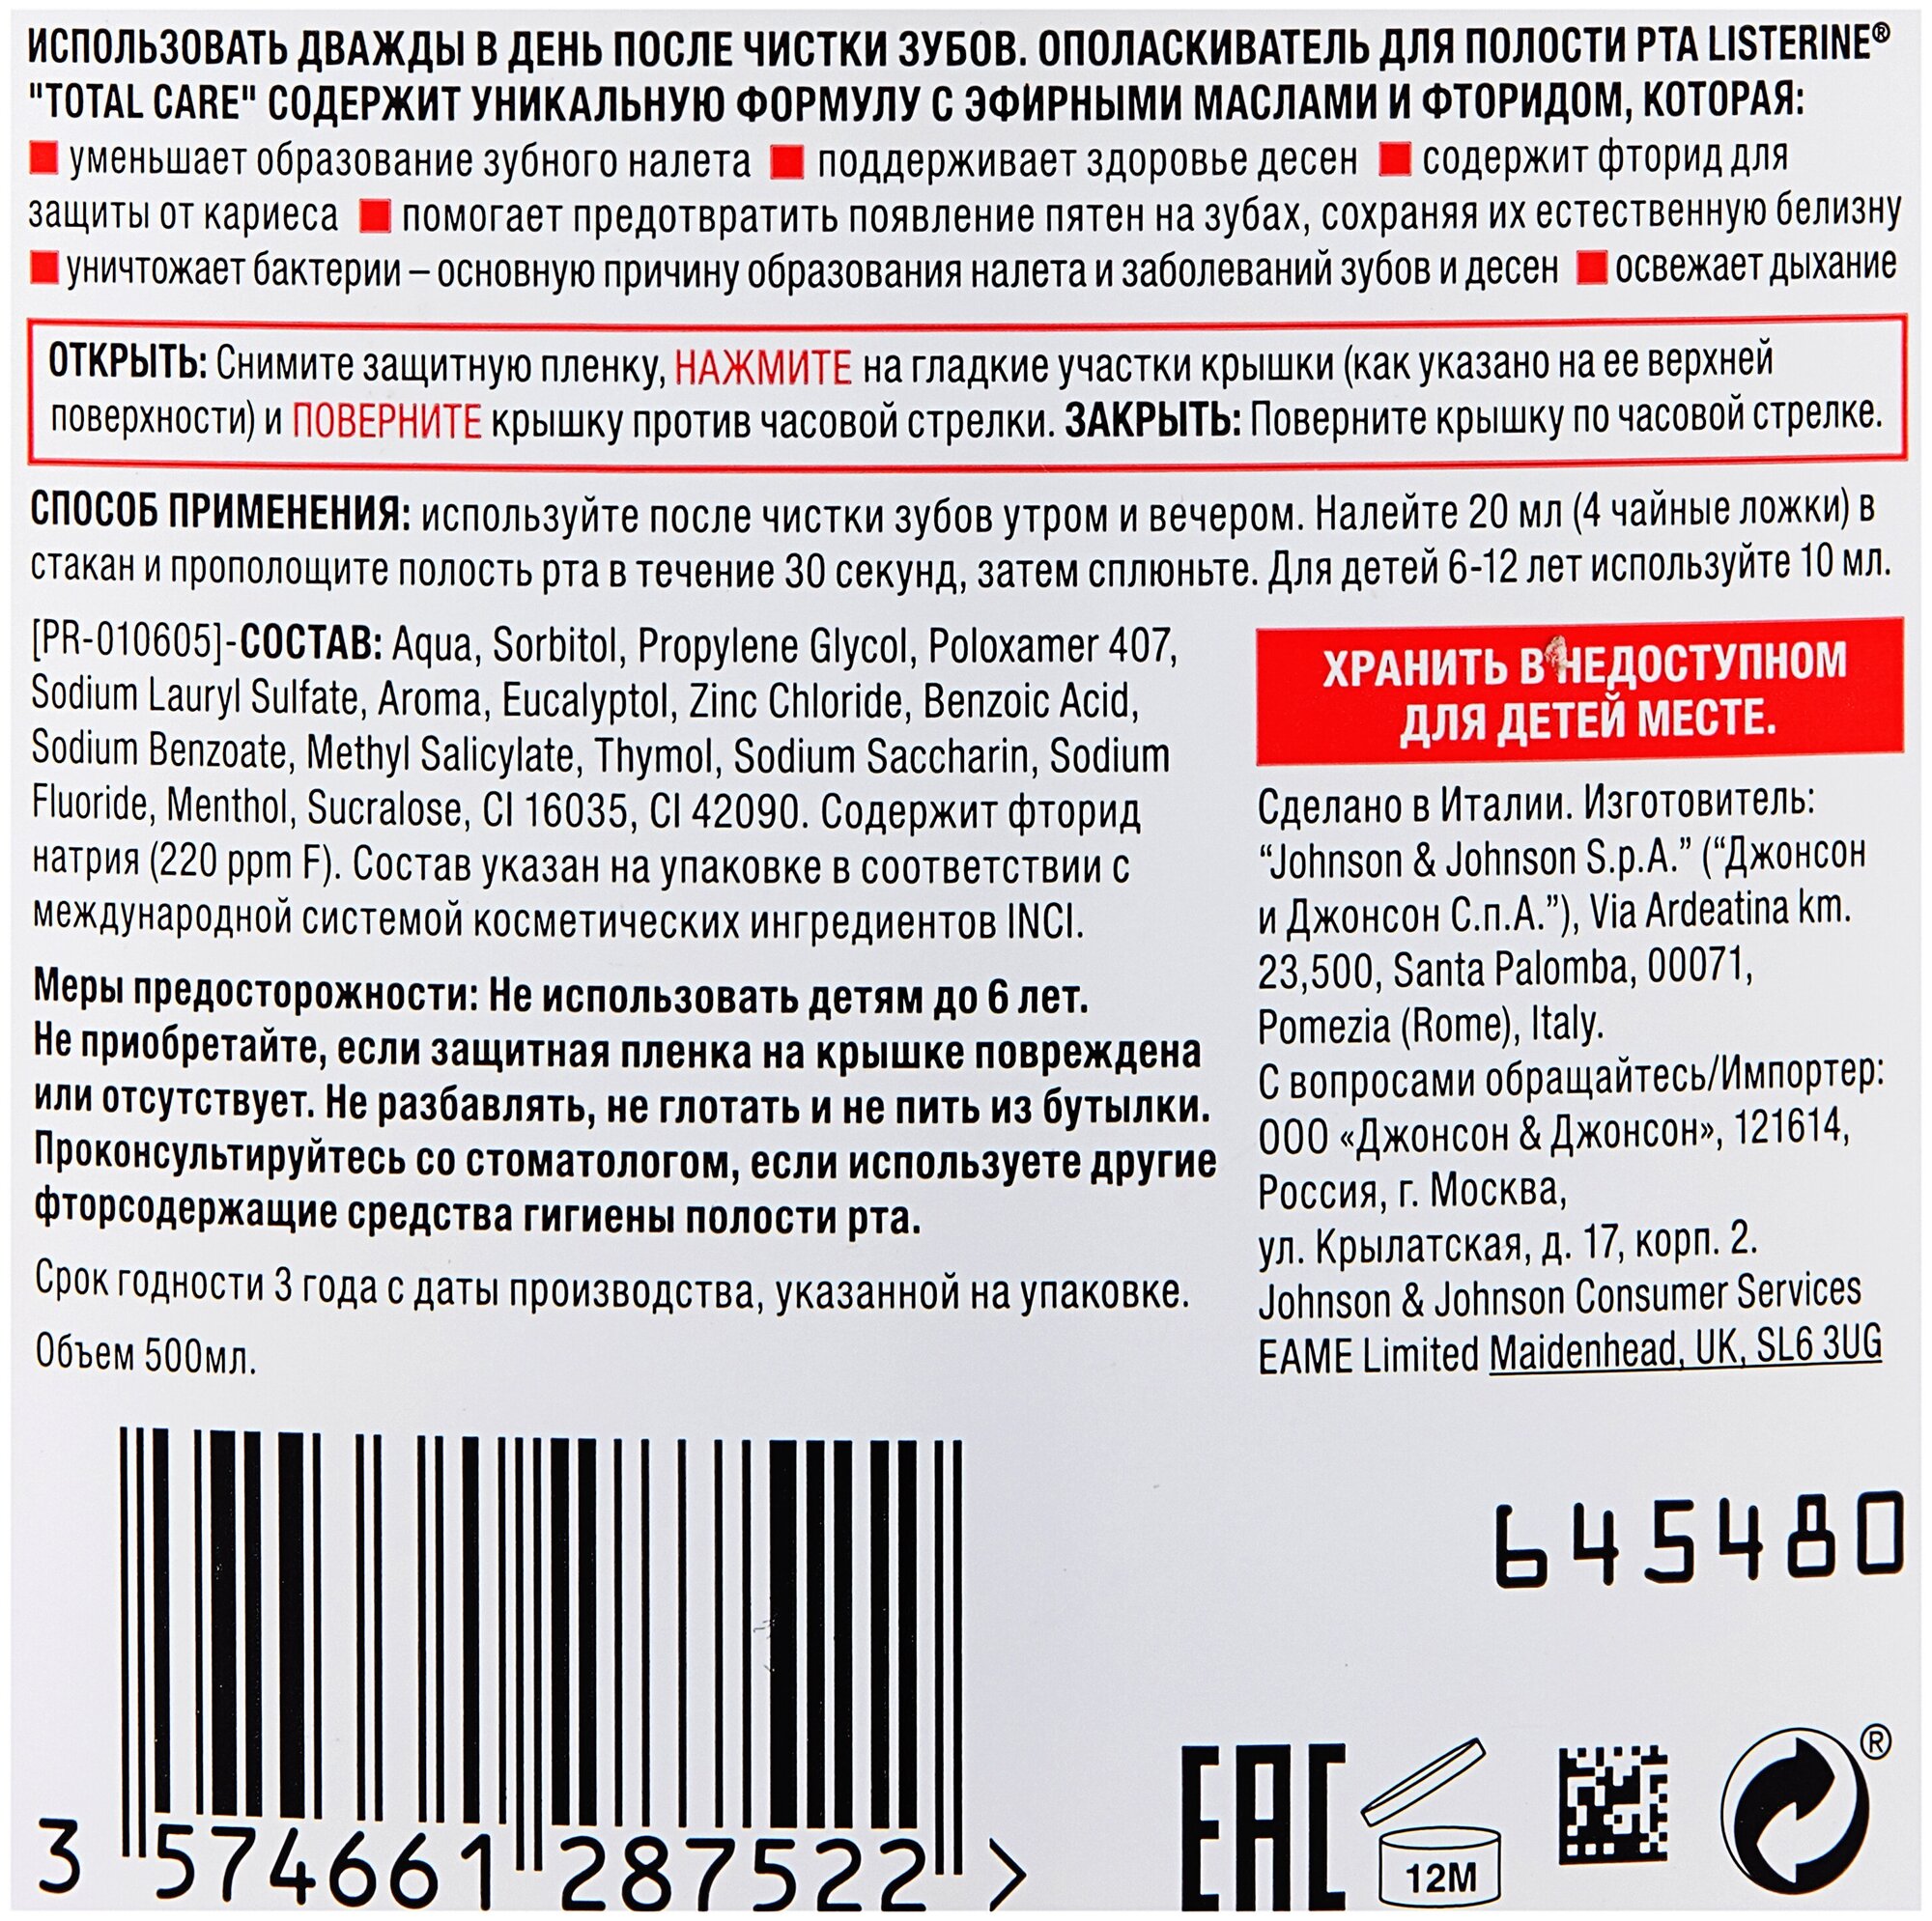 ИСПОЛЬЗОВАТЬ ДВАЖДЫ В ДЕНЬ ПОСЛЕ ЧИСТКИ ЗУБОВ. ОПОЛАСКИВАТЕЛЬ ДЛЯ ПОЛОСТИ РТА LISTERINE®
"TOTAL CARE" СОДЕРЖИТ УНИКАЛЬНУЮ ФОРМУЛУ С ЭФИРНЫМИ МАСЛАМИ И ФТОРИДОМ, КОТОРАЯ:
■ уменьшает образование зубного налета ■ поддерживает здоровье десен ■ содержит фторид для
защиты от кариеса ■ помогает предотвратить появление пятен на зубах, сохраняя их естественную белизну
■ уничтожает бактерии – основную причину образования налета и заболеваний зубов и десен ■ освежает дыхание
ОТКРЫТЬ: Снимите защитную пленку, НАЖМИТЕ на гладкие участки крышки (как указано на ее верхней
поверхности) и ПОВЕРНИТЕ крышку против часовой стрелки. ЗАКРЫТЬ: Поверните крышку по часовой стрелке.
СПОСОБ ПРИМЕНЕНИЯ: используйте после чистки зубов утром и вечером. Налейте 20 мл (4 чайные ложки) в
стакан и прополощите полость рта в течение 30 секунд, затем сплюньте. Для детей 6-12 лет используйте 10 мл.
[PR-010605]-СОСТАВ: Aqua, Sorbitol, Propylene Glycol, Poloxamer 407,
Sodium Lauryl Sulfate, Aroma, Eucalyptol, Zinc Chloride, Benzoic Acid,
Sodium Benzoate, Methyl Salicylate, Thymol, Sodium Saccharin, Sodium
Fluoride, Menthol, Sucralose, CI 16035, CI 42090. Содержит фторид
натрия (220 ppm F). Состав указан на упаковке в соответствии с
международной системой косметических ингредиентов INCI.
Меры предосторожности: Не использовать детям до 6 лет.
Не приобретайте, если защитная пленка на крышке повреждена
или отсутствует. Не разбавлять, не глотать и не пить из бутылки.
Проконсультируйтесь со стоматологом, если используете другие
фторсодержащие средства гигиены полости рта.
Срок годности 3 года с даты производства, указанной на упаковке.
Объем 500мл.
ХРАНИТЬ В НЕДОСТУПНОМ
ДЛЯ ДЕТЕЙ МЕСТЕ.
Сделано в Италии. Изготовитель:
“Johnson & Johnson S.p.A.” (“Джонсон
и Джонсон С.п.А.”), Via Ardeatina km.
23,500, Santa Palomba, 00071,
Pomezia (Rome), Italy.
С вопросами обращайтесь/Импортер:
ООО «Джонсон & Джонсон», 121614,
Россия, г. Москва,
ул. Крылатская, д. 17, корп. 2.
Johnson & Johnson Consumer Services
EAME Limited Maidenhead, UK, SL6 3UG
645480
3 574661 287522 >
EAC
12M
®